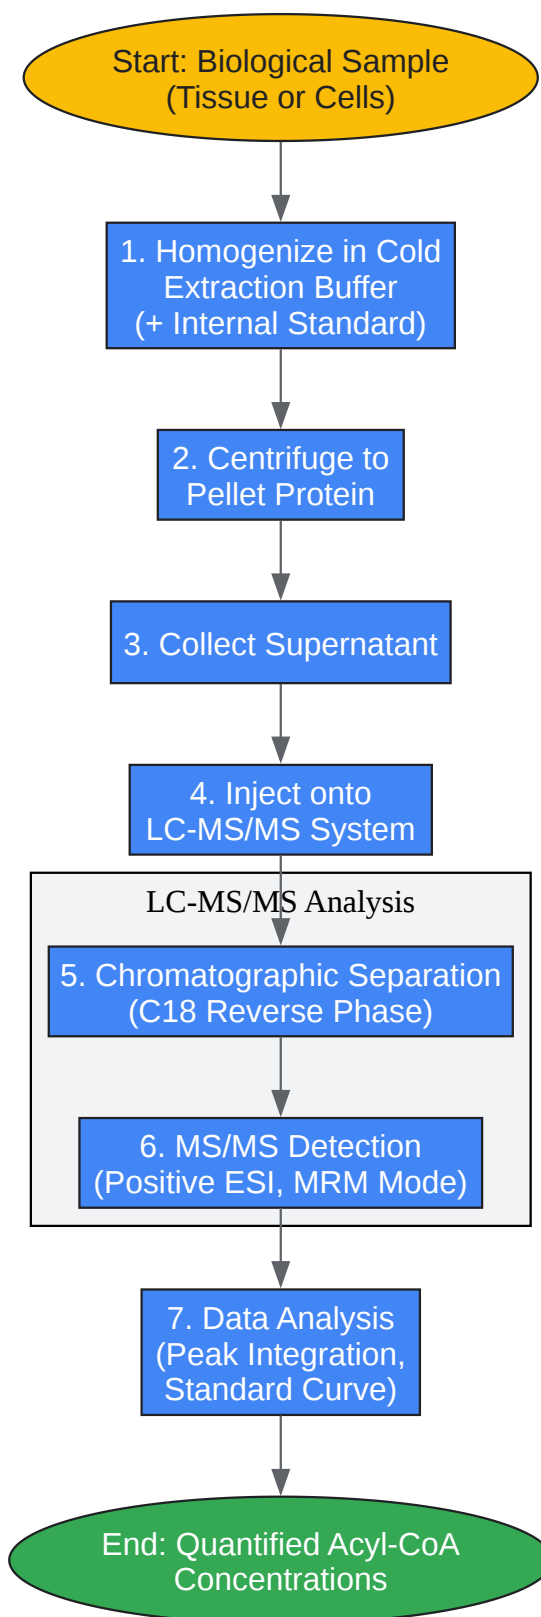 Start: Biological Sample
(Tissue or Cells)
1. Homogenize in Cold
Extraction Buffer
(+ Internal Standard)
2. Centrifuge to
Pellet Protein
3. Collect Supernatant
4. Inject onto
LC-MS/MS System
LC-MS/MS Analysis
5. Chromatographic Separation
(C18 Reverse Phase)
6. MS/MS Detection
(Positive ESI, MRM Mode)
7. Data Analysis
(Peak Integration,
Standard Curve)
End: Quantified Acyl-CoA
Concentrations